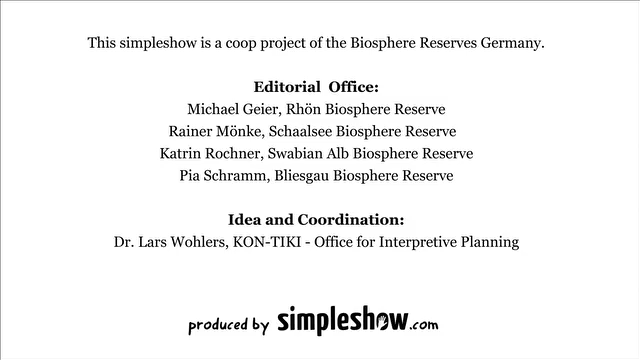 This simpleshow is a coop project of the Biosphere Reserves Germany.
Editorial Office:
Michael Geier, Rhön Biosphere Reserve
Rainer Mönke, Schaalsee Biosphere Reserve
Katrin Rochner, Swabian Alb Biosphere Reserve
Pia Schramm, Bliesgau Biosphere Reserve
Idea and Coordination:
Dr. Lars Wohlers, KON-TIKI - Office for Interpretive Planning
produced by simpleshow.com